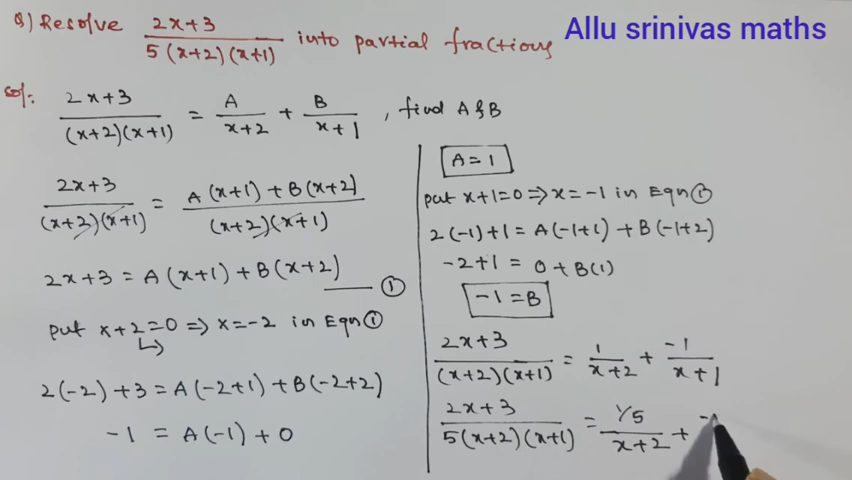 Allu srinivas maths
Q) Resolve (2x+3)/(5(x+2)(x+1)) into partial fractions
Sol:- (2x+3)/((x+2)(x+1)) = A/(x+2) + B/(x+1) , find A & B
(2x+3)/((x+2)(x+1)) = (A(x+1)+B(x+2))/((x+2)(x+1))
2x+3 = A(x+1)+B(x+2) —— ①
put x+2=0 ⇒ x=-2 in Eqn ①
2(-2)+3 = A(-2+1)+B(-2+2)
-1 = A(-1)+0
A=1
put x+1=0 ⇒ x=-1 in Eqn ①
2(-1)+1 = A(-1+1)+B(-1+2)
-2+1 = 0+B(1)
-1=B
(2x+3)/((x+2)(x+1)) = 1/(x+2) + -1/(x+1)
(2x+3)/(5(x+2)(x+1)) = (1/5)/(x+2) + -